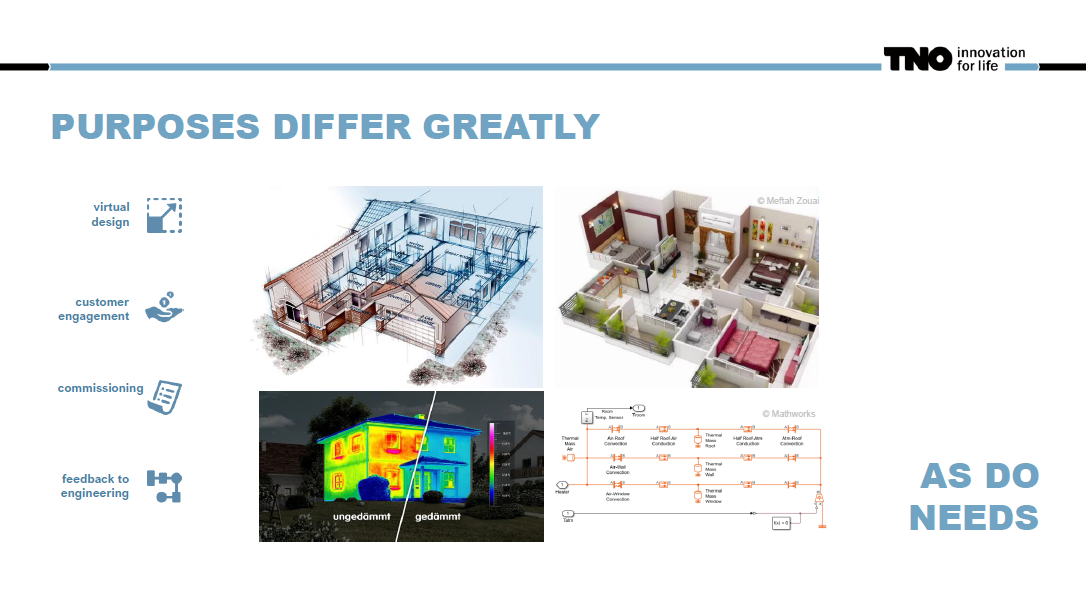 TNO innovation
for life
PURPOSES DIFFER GREATLY
virtual
design
customer
engagement
commissioning
feedback to
engineering
© Meftah Zouai
ungedämmt
gedämmt
© Mathworks
Room
Temp. Sensor
1
Troom
Thermal
Mass
Air
Air-Roof
Convection
Half Roof-Air
Conduction
Thermal
Mass
Roof
Half Roof-Atm
Conduction
Atm-Roof
Convection
Air-Wall
Convection
Thermal
Mass
Wall
1
Heater
Air-Window
Convection
Thermal
Mass
Window
Tatm
f(x) = 0
AS DO
NEEDS